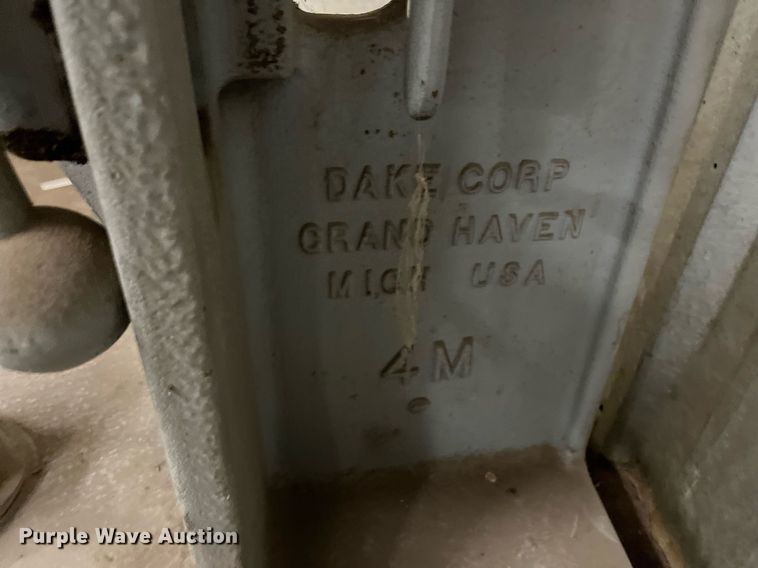 DAKE CORP
GRAND HAVEN
MICH USA
4M
Purple Wave Auction